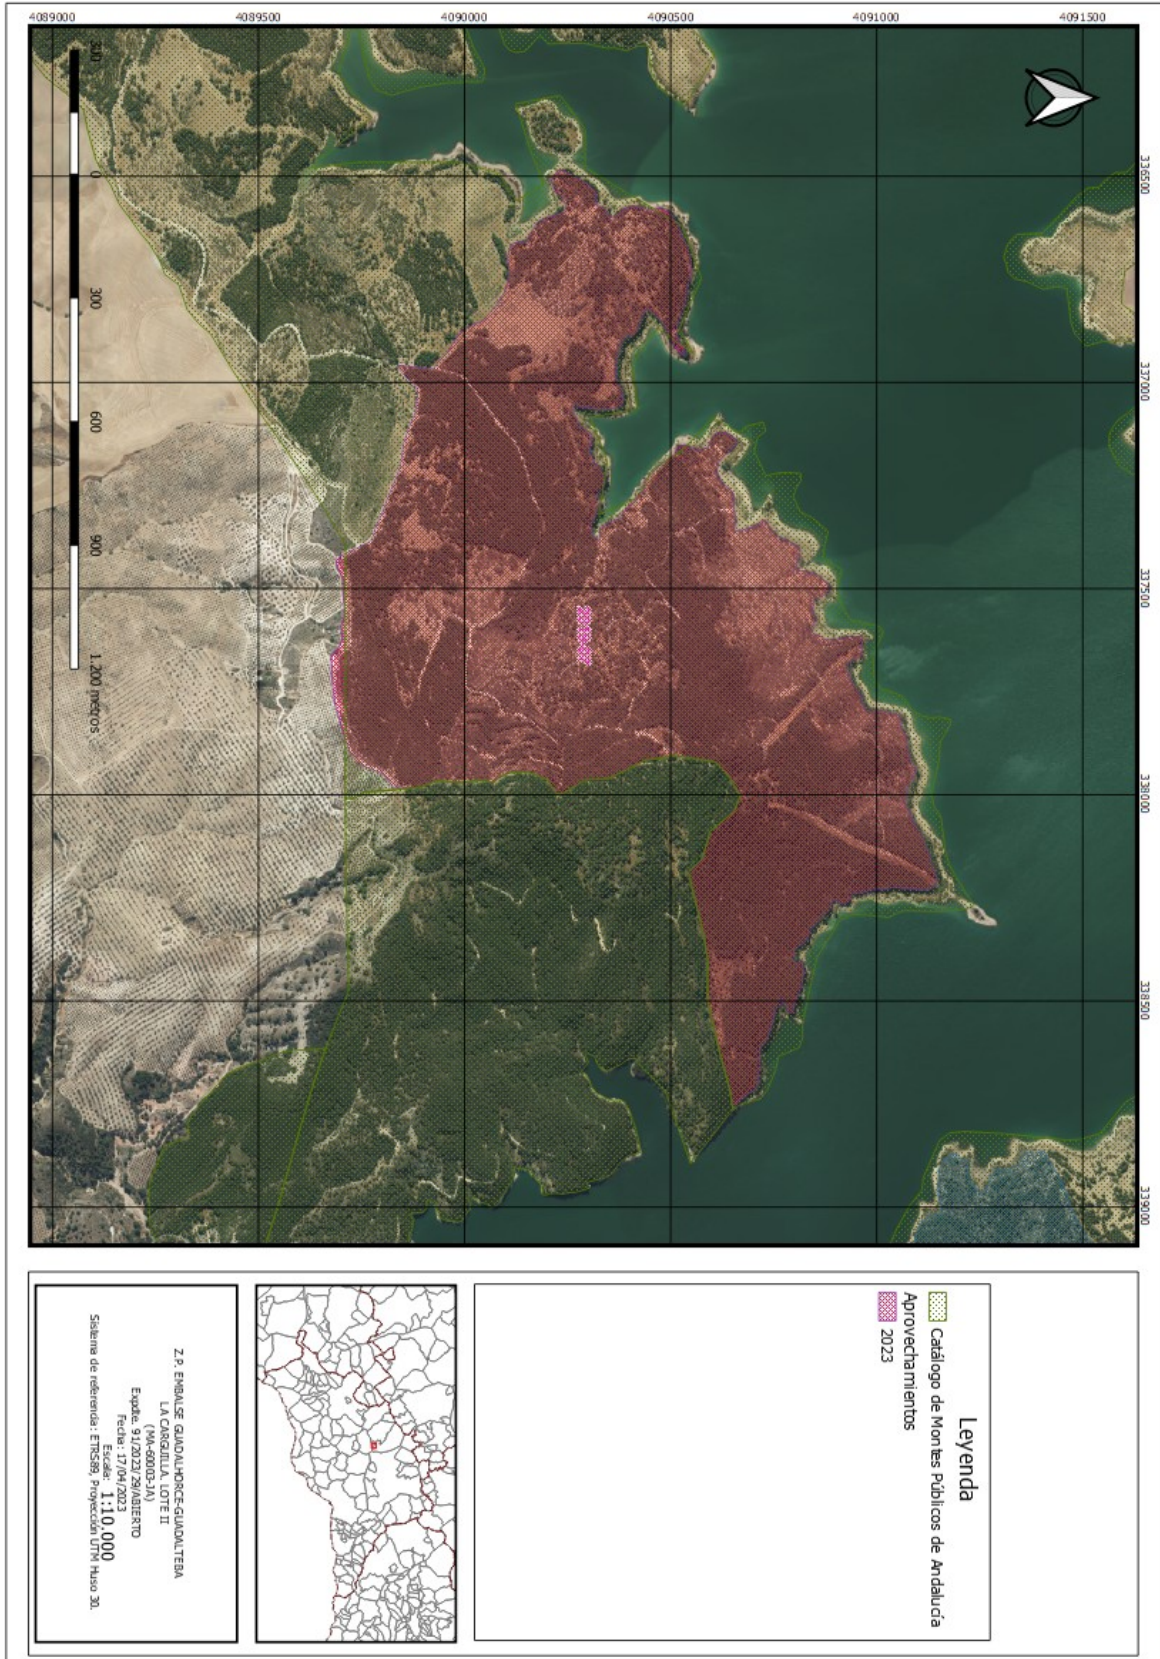 4089000
4089500
4090000
4090500
4091000
4091500
336500
337000
337500
338000
338500
339000
300
0
300
600
900
1.200 metros
Leyenda
Catálogo de Montes Públicos de Andalucía
Aprovechamientos
2023
Z.P. EMBALSE GUADALHORCE-GUADALTEBA
LA CARGUILLA. LOTE II
(MA-60003-JA)
Expdte. 91/2023/29/ABIERTO
Fecha: 17/04/2023
Escala: 1:10.000
Sistema de referencia: ETRS89, Proyección UTM Huso 30.